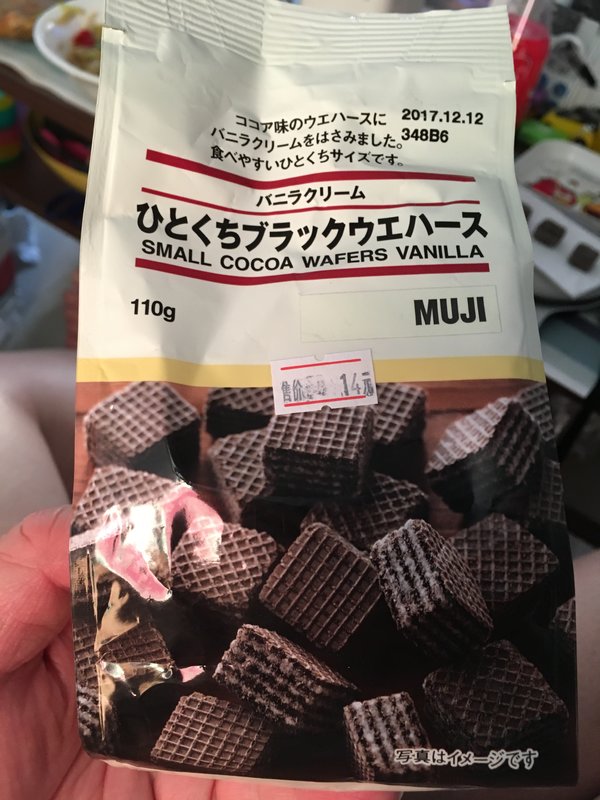 ココア味のウエハースに
バニラクリームをはさみました。
食べやすいひとくちサイズです。
2017.12.12
348B6
バニラクリーム
ひとくちブラックウエハース
SMALL COCOA WAFERS VANILLA
110g
MUJI
售价 14元
写真はイメージです